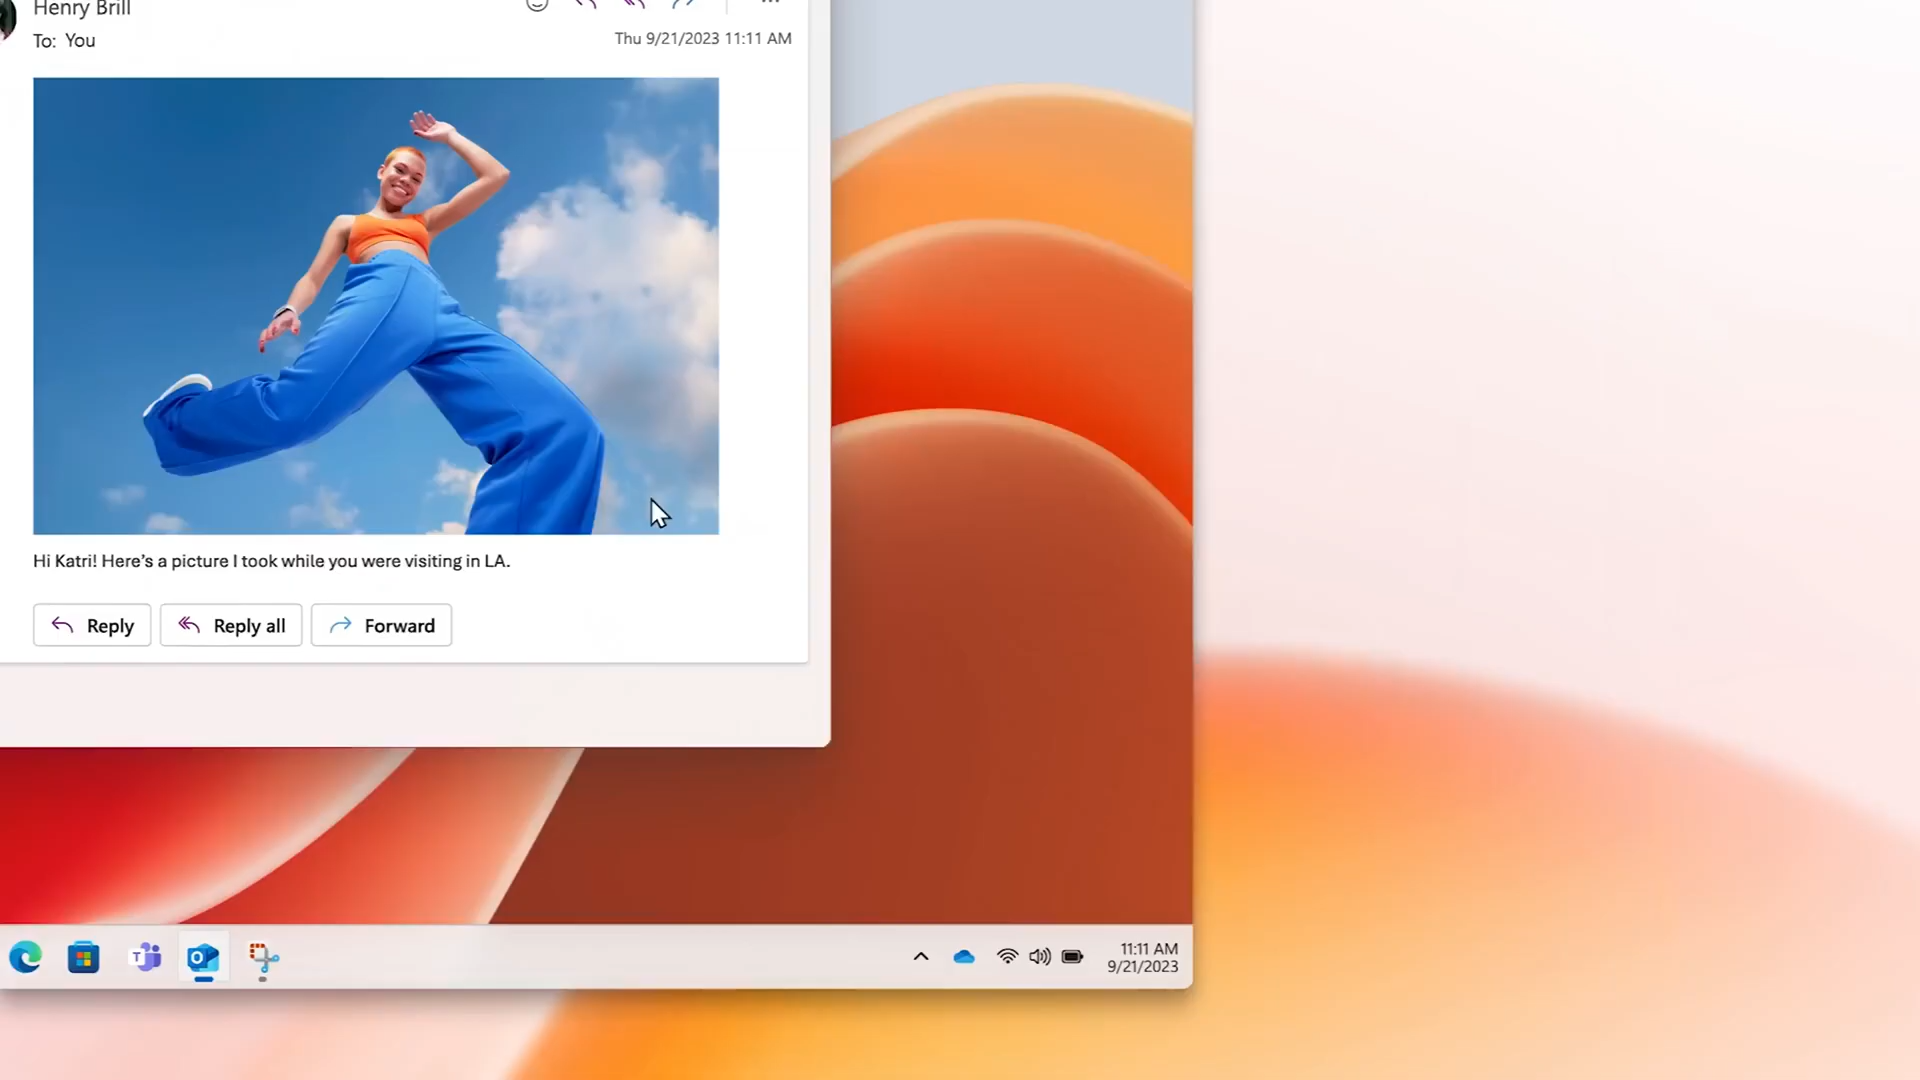 Henry Brill
To: You
Thu 9/21/2023 11:11 AM
Hi Katri! Here's a picture I took while you were visiting in LA.
Reply
Reply all
Forward
11:11 AM
9/21/2023